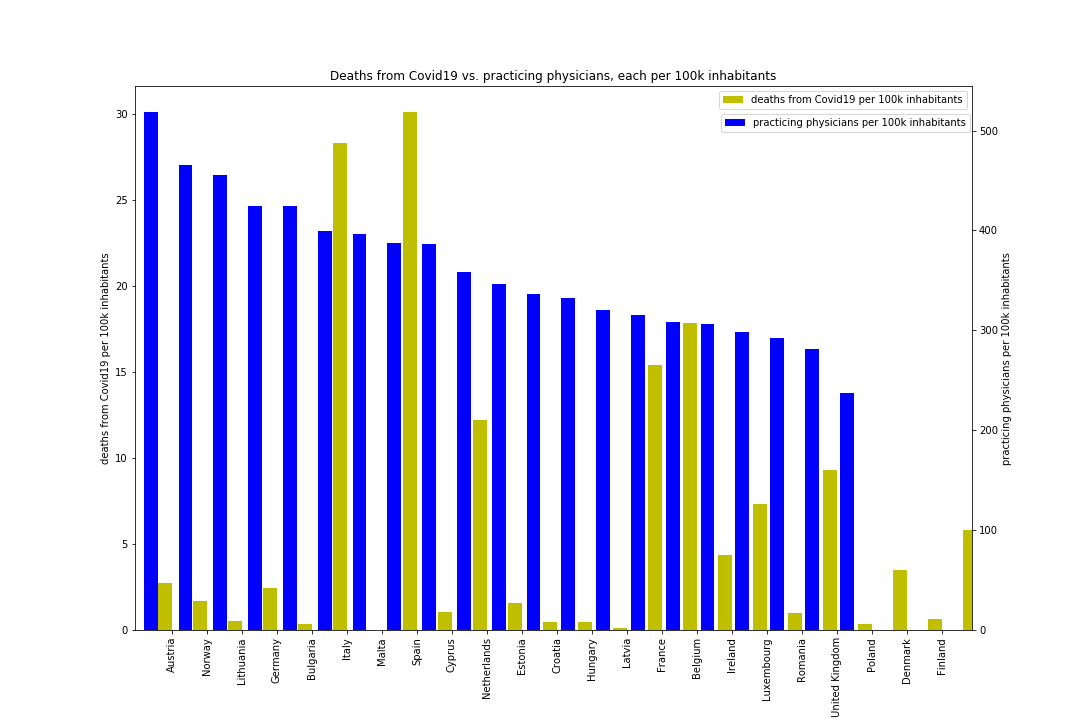 Deaths from Covid19 vs. practicing physicians, each per 100k inhabitants
deaths from Covid19 per 100k inhabitants
practicing physicians per 100k inhabitants
deaths from Covid19 per 100k inhabitants
30
25
20
15
10
5
0
practicing physicians per 100k inhabitants
500
400
300
200
100
0
Austria
Norway
Lithuania
Germany
Bulgaria
Italy
Malta
Spain
Cyprus
Netherlands
Estonia
Croatia
Hungary
Latvia
France
Belgium
Ireland
Luxembourg
Romania
United Kingdom
Poland
Denmark
Finland